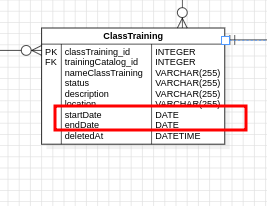 ClassTraining
PK classTraining_id INTEGER
FK trainingCatalog_id INTEGER
nameClassTraining VARCHAR(255)
status VARCHAR(255)
description VARCHAR(255)
location VARCHAR(255)
startDate DATE
endDate DATE
deletedAt DATETIME